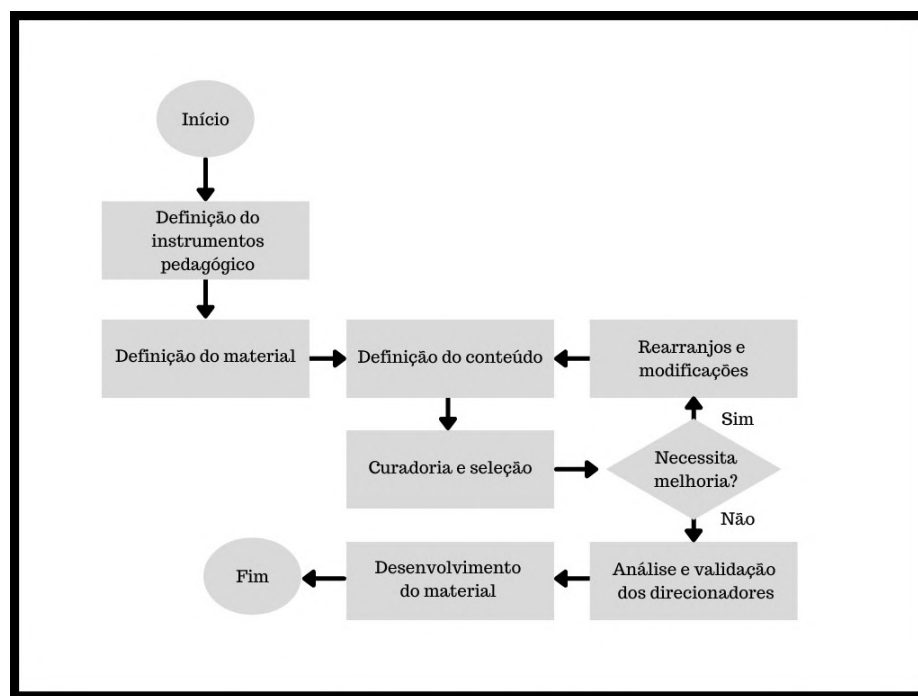 Início
Definição do
instrumentos
pedagógico
Definição do material
Definição do conteúdo
Rearranjos e
modificações
Sim
Curadoria e seleção
Necessita
melhoria?
Não
Fim
Desenvolvimento
do material
Análise e validação
dos direcionadores